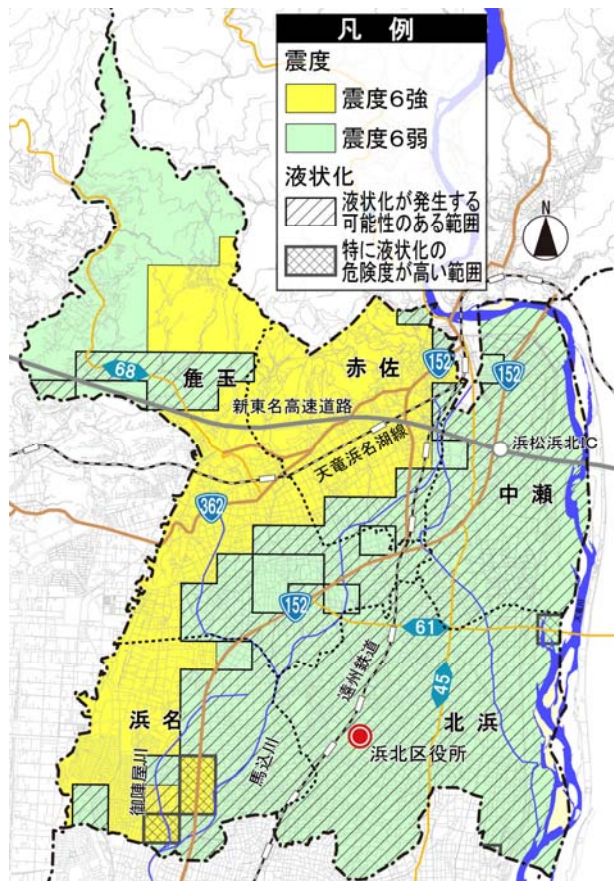 凡 例
震度
震度6強
震度6弱
液状化
液状化が発生する
可能性のある範囲
特に液状化の
危険度が高い範囲
N
赤佐
152
152
68
麁玉
新東名高速道路
浜松浜北IC
天竜浜名湖線
中瀬
362
152
61
遠州鉄道
45
浜名
北浜
御陣屋川
馬込川
浜北区役所